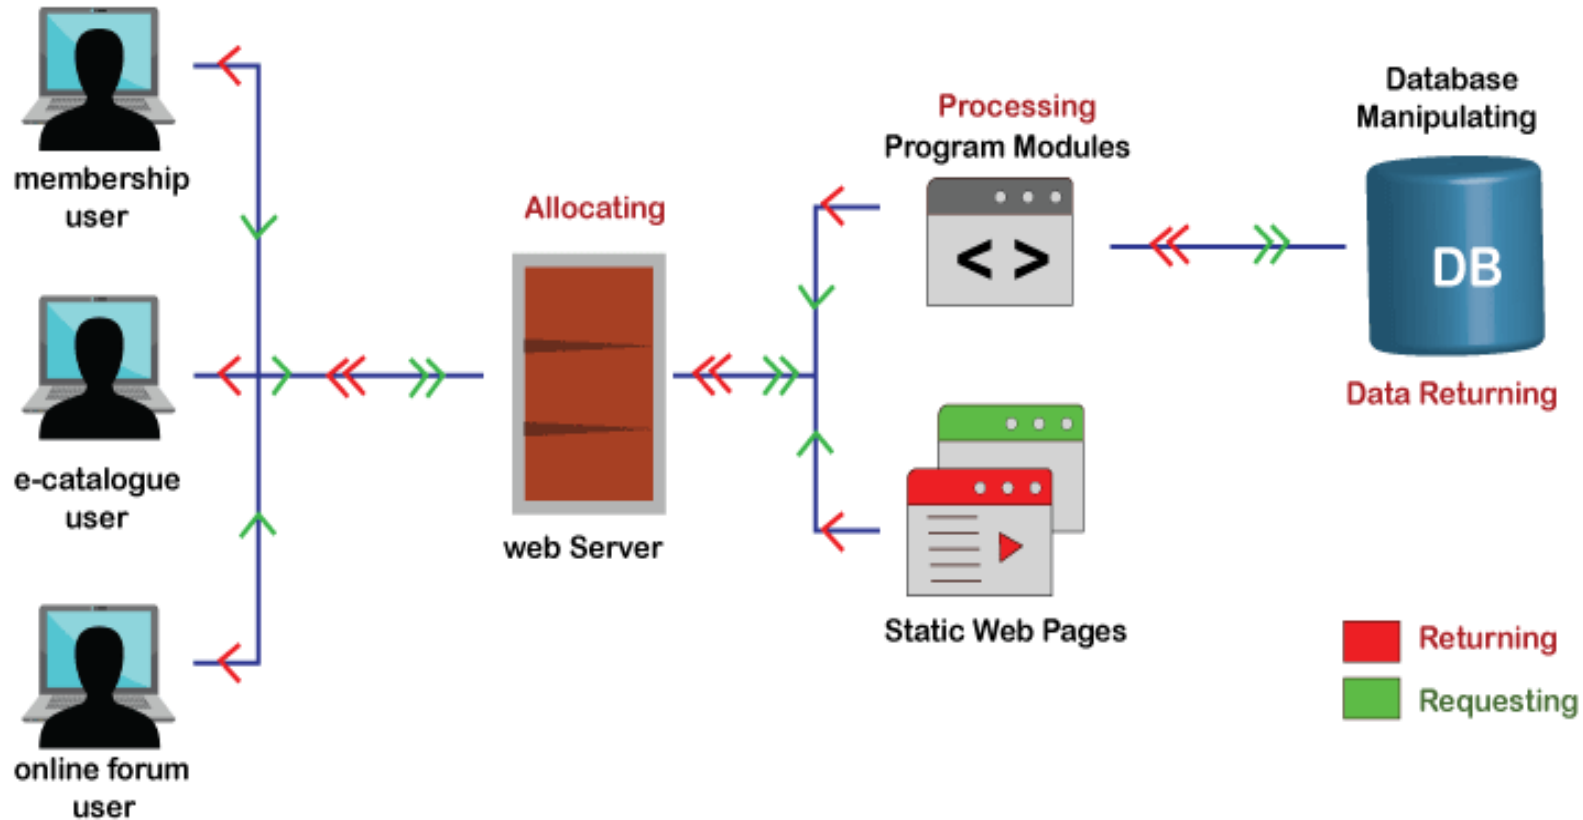 membership
user
e-catalogue
user
online forum
user
Allocating
web Server
Processing
Program Modules
< >
Static Web Pages
Database
Manipulating
DB
Data Returning
Returning
Requesting